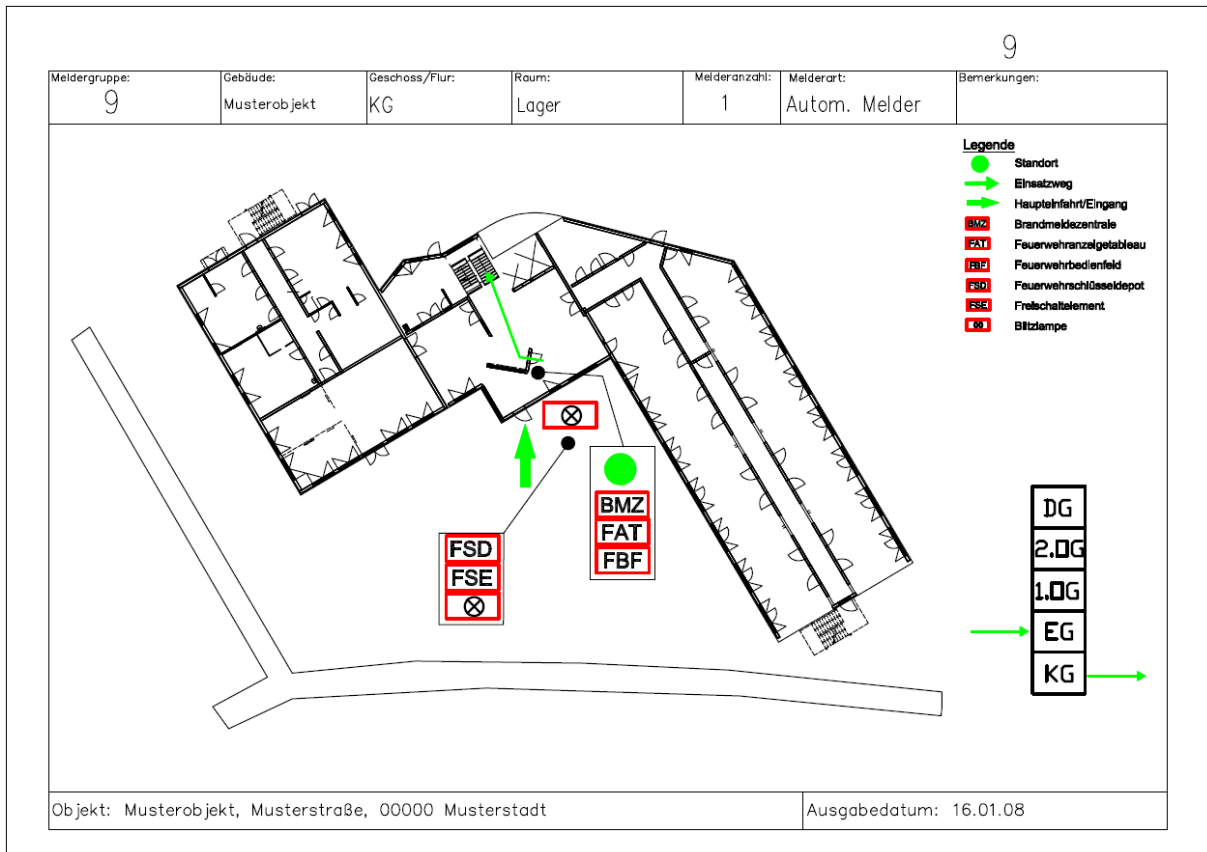 9
Meldergruppe:
9
Gebäude:
Musterobjekt
Geschoss/Flur:
KG
Raum:
Lager
Melderanzahl:
1
Melderart:
Autom. Melder
Bemerkungen:
Legende
Standort
Einsatzweg
Haupteinfahrt/Eingang
BMZ Brandmeldezentrale
FAT Feuerwehranzeigetableau
FBF Feuerwehrbedienfeld
FSD Feuerwehrschlüsseldepot
FSE Freischaltelement
Blitzlampe
BMZ
FAT
FBF
FSD
FSE
DG
2.OG
1.OG
EG
KG
Objekt: Musterobjekt, Musterstraße, 00000 Musterstadt
Ausgabedatum: 16.01.08